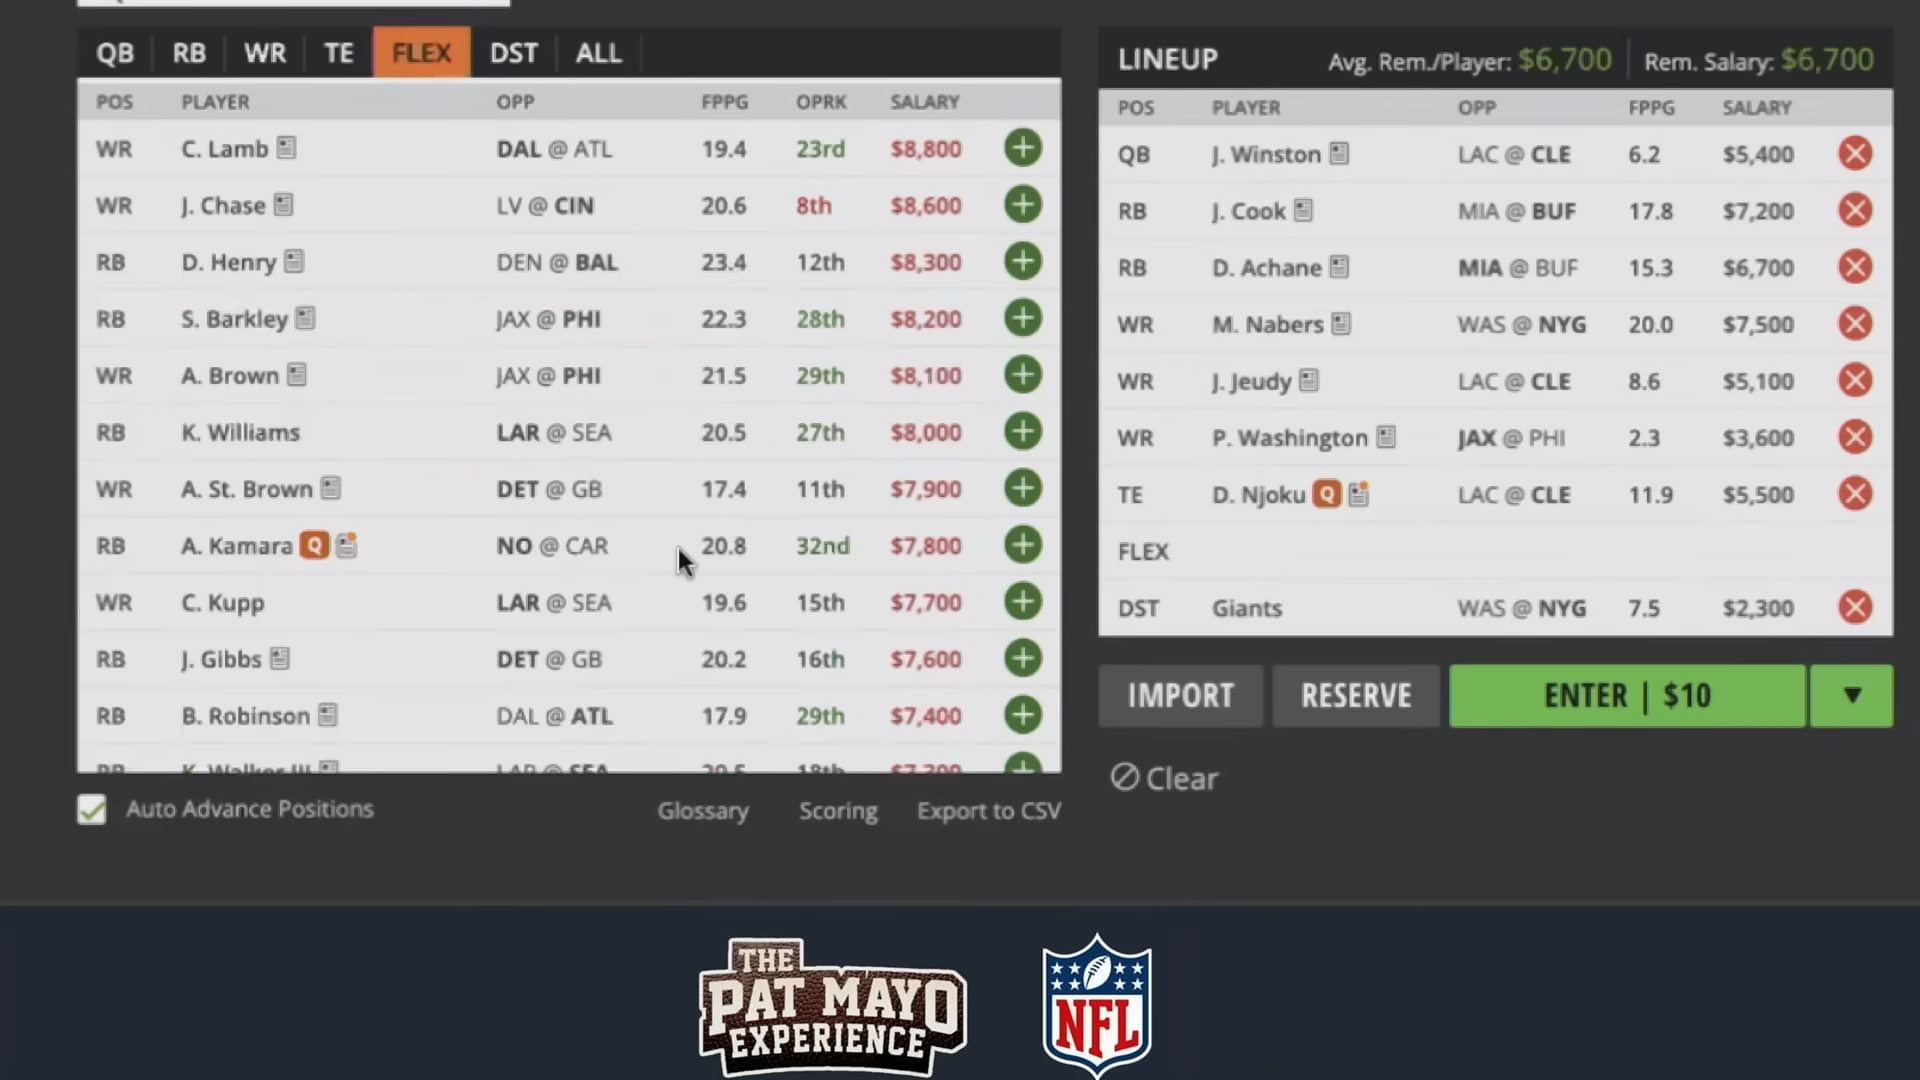 QB RB WR TE FLEX DST ALL
POS PLAYER OPP FPPG OPRK SALARY
WR C. Lamb DAL @ ATL 19.4 23rd $8,800
WR J. Chase LV @ CIN 20.6 8th $8,600
RB D. Henry DEN @ BAL 23.4 12th $8,300
RB S. Barkley JAX @ PHI 22.3 28th $8,200
WR A. Brown JAX @ PHI 21.5 29th $8,100
RB K. Williams LAR @ SEA 20.5 27th $8,000
WR A. St. Brown DET @ GB 17.4 11th $7,900
RB A. Kamara Q NO @ CAR 20.8 32nd $7,800
WR C. Kupp LAR @ SEA 19.6 15th $7,700
RB J. Gibbs DET @ GB 20.2 16th $7,600
RB B. Robinson DAL @ ATL 17.9 29th $7,400
RB K. Walker III LAR @ SEA 20.5 18th
Auto Advance Positions Glossary Scoring Export to CSV
LINEUP Avg. Rem./Player: $6,700 Rem. Salary: $6,700
POS PLAYER OPP FPPG SALARY
QB J. Winston LAC @ CLE 6.2 $5,400
RB J. Cook MIA @ BUF 17.8 $7,200
RB D. Achane MIA @ BUF 15.3 $6,700
WR M. Nabers WAS @ NYG 20.0 $7,500
WR J. Jeudy LAC @ CLE 8.6 $5,100
WR P. Washington JAX @ PHI 2.3 $3,600
TE D. Njoku Q LAC @ CLE 11.9 $5,500
FLEX
DST Giants WAS @ NYG 7.5 $2,300
IMPORT RESERVE ENTER | $10
Clear
THE
PAT MAYO
EXPERIENCE
NFL